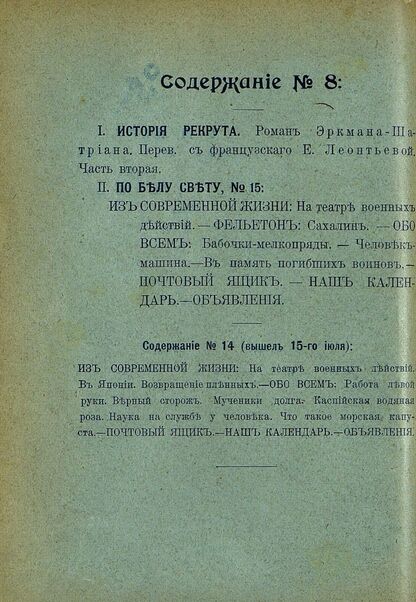 Содержаніе № 8:
I. ИСТОРІЯ РЕКРУТА. Романъ Эркмана-Ша-
тріана. Перев. съ французскаго Е. Леонтьевой.
Часть вторая.
II. ПО БѢЛУ СВѢТУ, № 15:
ИЗЪ СОВРЕМЕННОЙ ЖИЗНИ: На театрѣ военныхъ
дѣйствій. — ФЕЛЬЕТОНЪ: Сахалин. — ОБО
ВСЕМЪ: Бабочки-мелкопряды. — Человѣкъ-
машина.—Въ память погибшихъ воиновъ.—
ПОЧТОВЫЙ ЯЩИКЪ. — НАШЪ КАЛЕН-
ДАРЬ.—ОБЪЯВЛЕНІЯ.
Содержаніе № 14 (вышелъ 15-го іюля):
ИЗЪ СОВРЕМЕННОЙ ЖИЗНИ: На театрѣ военныхъ дѣйствій.
Въ Японіи. Возвращеніе плѣнныхъ.—ОБО ВСЕМЪ: Работа лѣвой
руки. Вѣрный сторожъ. Мученики долга. Каспійская водяная
роза. Наука на службѣ у человѣка. Что такое морская капу-
ста.—ПОЧТОВЫЙ ЯЩИКЪ.—НАШЪ КАЛЕНДАРЬ.—ОБЪЯВЛЕНІЯ.